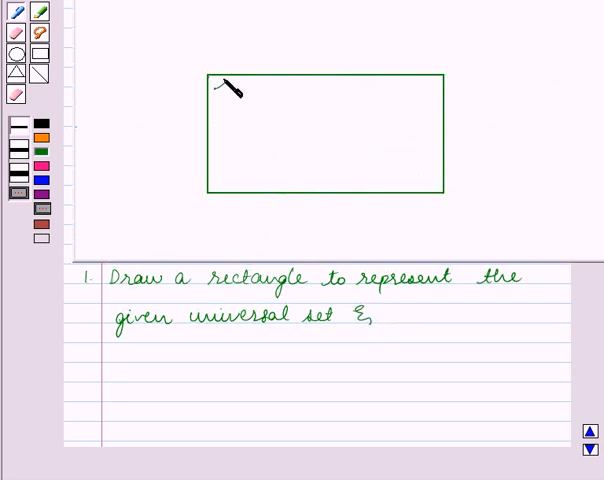 1. Draw a rectangle to represent the
given universal set ξ,